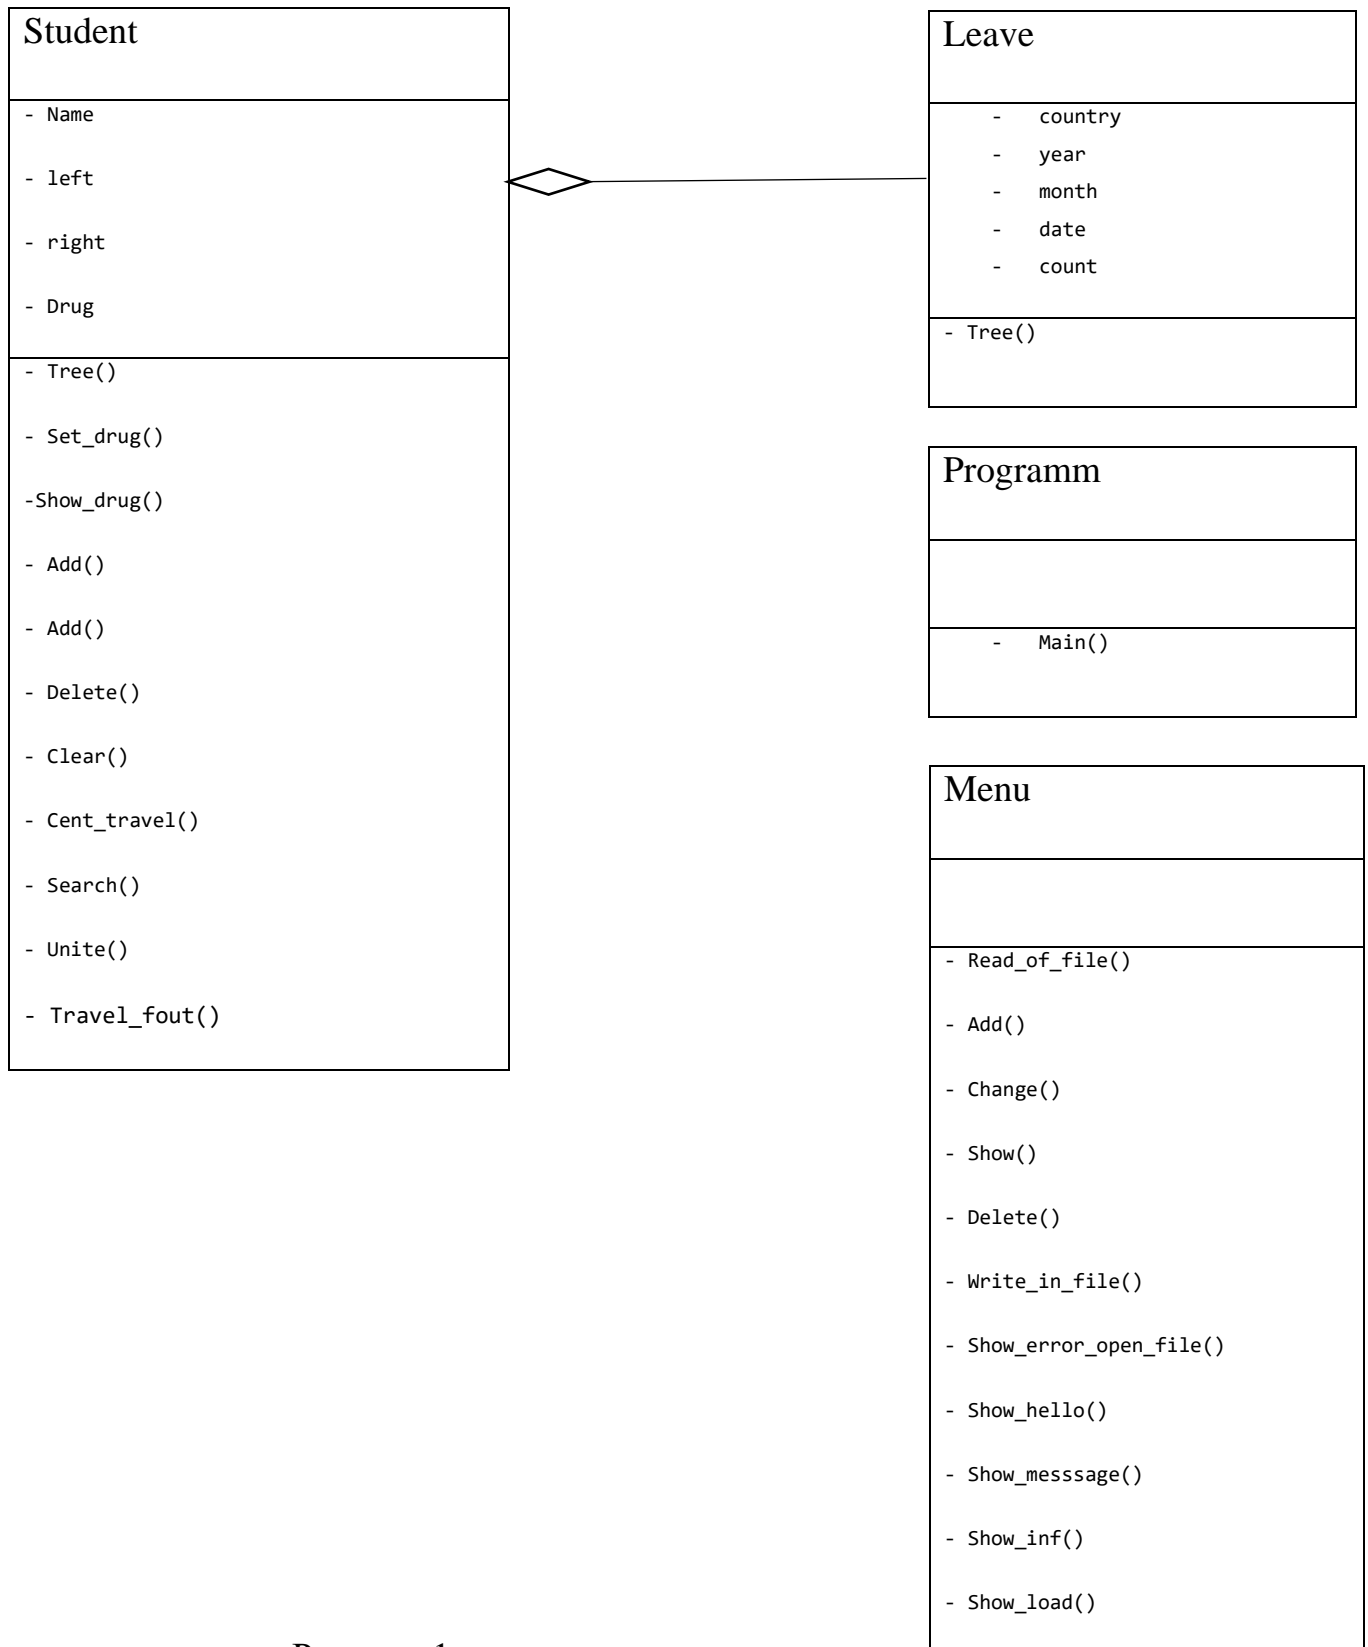 Student
- Name
- left
- right
- Drug
- Tree()
- Set_drug()
-Show_drug()
- Add()
- Add()
- Delete()
- Clear()
- Cent_travel()
- Search()
- Unite()
- Travel_fout()
Leave
- country
- year
- month
- date
- count
- Tree()
Programm
- Main()
Menu
- Read_of_file()
- Add()
- Change()
- Show()
- Delete()
- Write_in_file()
- Show_error_open_file()
- Show_hello()
- Show_messsage()
- Show_inf()
- Show_load()